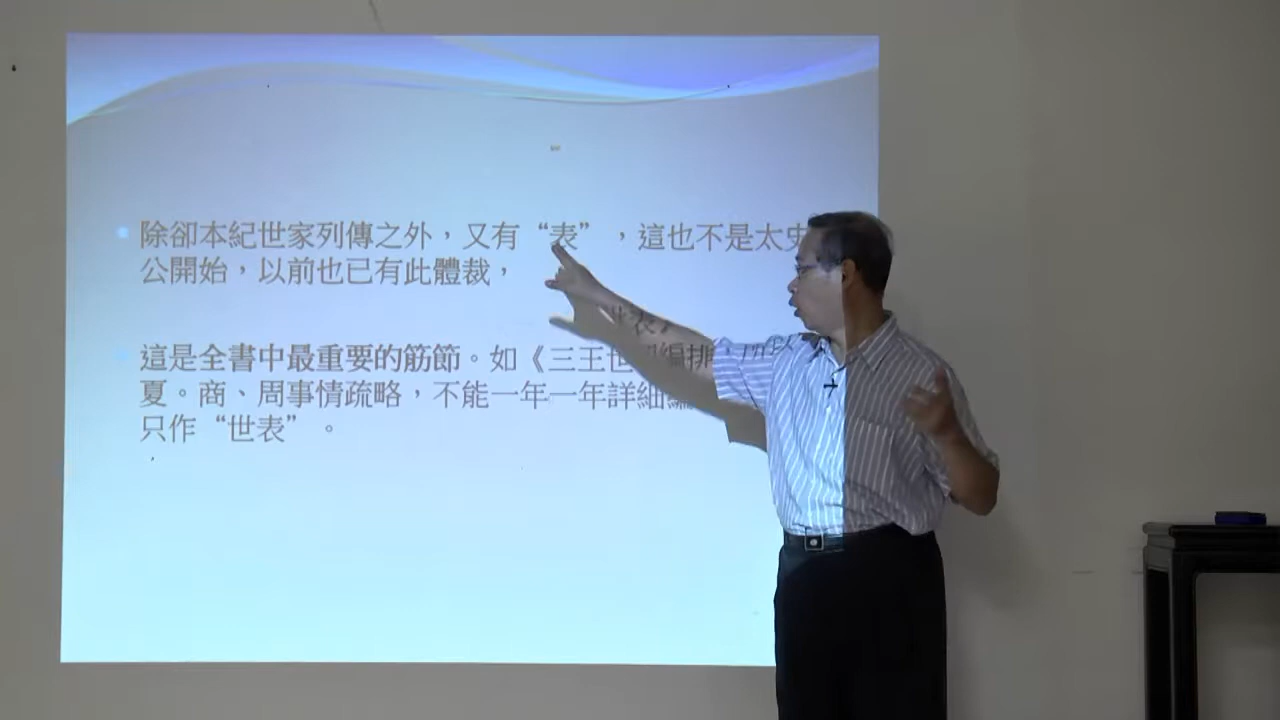 除卻本紀世家列傳之外，又有“表”，這也不是太史
公開始，以前也已有此體裁，
這是全書中最重要的筋節。如《三王世
夏。商、周事情疏略，不能一年一年詳細編
只作“世表”。